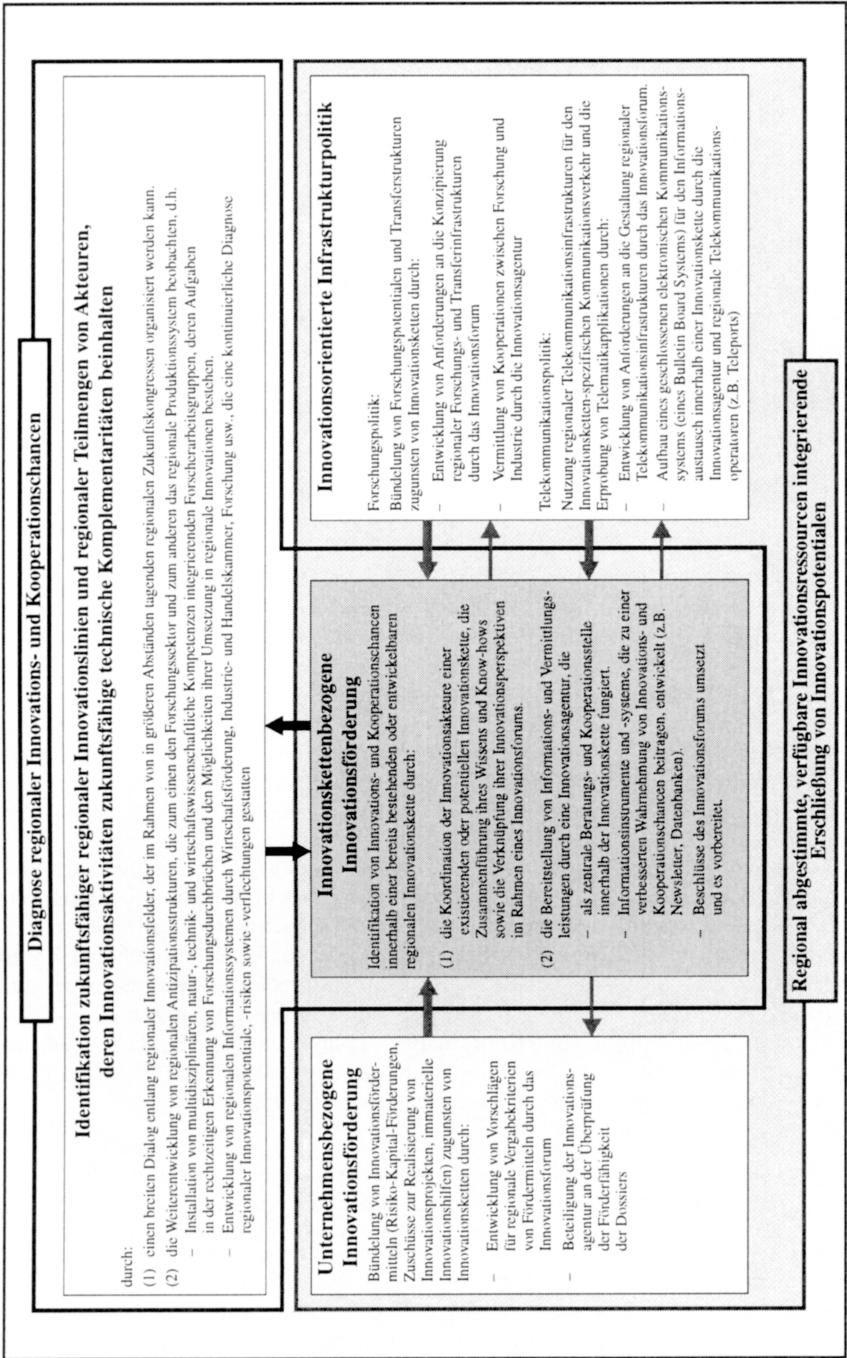 Diagnose regionaler Innovations- und Kooperationschancen
Identifikation zukunftsfähiger regionaler Innovationslinien und regionaler Teilmengen von Akteuren,
deren Innovationsaktivitäten zukunftsfähige technische Komplementaritäten beinhalten
durch:
(1) einen breiten Dialog entlang regionaler Innovationsfelder, der im Rahmen von in größeren Abständen tagenden regionalen Zukunftskongressen organisiert werden kann.
(2) die Weiterentwicklung von regionalen Antizipationsstrukturen, die zum einen den Forschungssektor und zum anderen das regionale Produktionssystem beobachten, d.h.
– Installation von multidisziplinären, natur-, technik- und wirtschaftswissenschaftliche Kompetenzen integrierenden Forscherarbeitsgruppen, deren Aufgaben
in der rechtzeitigen Erkennung von Forschungsdurchbrüchen und den Möglichkeiten ihrer Umsetzung in regionale Innovationen bestehen.
– Entwicklung von regionalen Informationssystemen durch Wirtschaftsförderung, Industrie- und Handelskammer, Forschung usw., die eine kontinuierliche Diagnose
regionaler Innovationspotentiale, -risiken sowie -verflechtungen gestatten
Unternehmensbezogene
Innovationsförderung
Bündelung von Innovationsförder-
mitteln (Risiko-Kapital-Förderungen,
Zuschüsse zur Realisierung von
Innovationsprojekten, immaterielle
Innovationshilfen) zugunsten von
Innovationsketten durch:
– Entwicklung von Vorschlägen
für regionale Vergabekriterien
von Fördermitteln durch das
Innovationsforum
– Beteiligung der Innovations-
agentur an der Überprüfung
der Förderfähigkeit
der Dossiers
Innovationskettenbezogene
Innovationsförderung
Identifikation von Innovations- und Kooperationschancen
innerhalb einer bereits bestehenden oder entwickelbaren
regionalen Innovationskette durch:
(1) die Koordination der Innovationsakteure einer
existierenden oder potentiellen Innovationskette, die
Zusammenführung ihres Wissens und Know-hows
sowie die Verknüpfung ihrer Innovationsperspektiven
im Rahmen eines Innovationsforums.
(2) die Bereitstellung von Informations- und Vermittlungs-
leistungen durch eine Innovationsagentur, die
– als zentrale Beratungs- und Kooperationsstelle
innerhalb der Innovationskette fungiert.
– Informationsinstrumente und -systeme, die zu einer
verbesserten Wahrnehmung von Innovations- und
Kooperationschancen beitragen, entwickelt (z.B.
Newsletter, Datenbanken).
– Beschlüsse des Innovationsforums umsetzt
und es vorbereitet.
Innovationsorientierte Infrastrukturpolitik
Forschungspolitik:
Bündelung von Forschungspotentialen und Transferstrukturen
zugunsten von Innovationsketten durch:
– Entwicklung von Anforderungen an die Konzipierung
regionaler Forschungs- und Transferinfrastrukturen
durch das Innovationsforum
– Vermittlung von Kooperationen zwischen Forschung und
Industrie durch die Innovationsagentur
Telekommunikationspolitik:
Nutzung regionaler Telekommunikationsinfrastrukturen für den
Innovationsketten-spezifischen Kommunikationsverkehr und die
Erprobung von Telematikapplikationen durch:
– Entwicklung von Anforderungen an die Gestaltung regionaler
Telekommunikationsinfrastrukturen durch das Innovationsforum.
– Aufbau eines geschlossenen elektronischen Kommunikations-
systems (eines Bulletin Board Systems) für den Informations-
austausch innerhalb einer Innovationskette durch die
Innovationsagentur und regionale Telekommunikations-
operatoren (z.B. Teleports)
Regional abgestimmte, verfügbare Innovationsressourcen integrierende
Erschließung von Innovationspotentialen